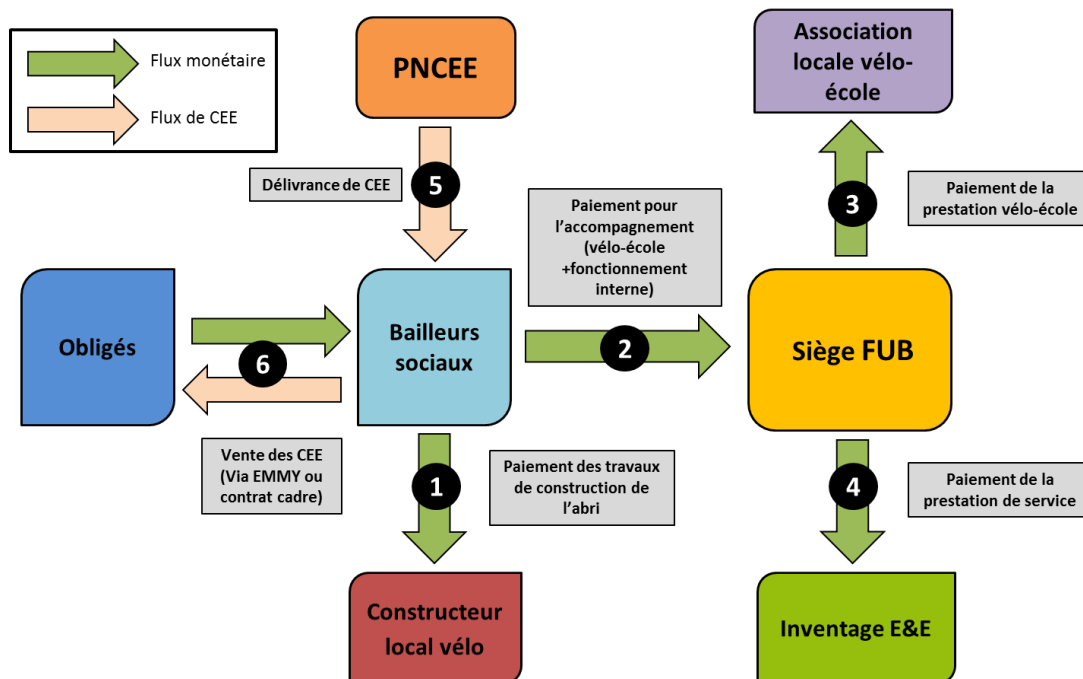 Flux monétaire
Flux de CEE
PNCEE
Association
locale vélo-
école
Délivrance de CEE
5
Paiement pour
l'accompagnement
(vélo-école
+fonctionnement
interne)
3
Paiement de la
prestation vélo-école
Obligés
6
Bailleurs
sociaux
2
Siège FUB
Vente des CEE
(Via EMMY ou
contrat cadre)
1
Paiement des travaux
de construction de
l'abri
4
Paiement de la
prestation de service
Constructeur
local vélo
Inventage E&E